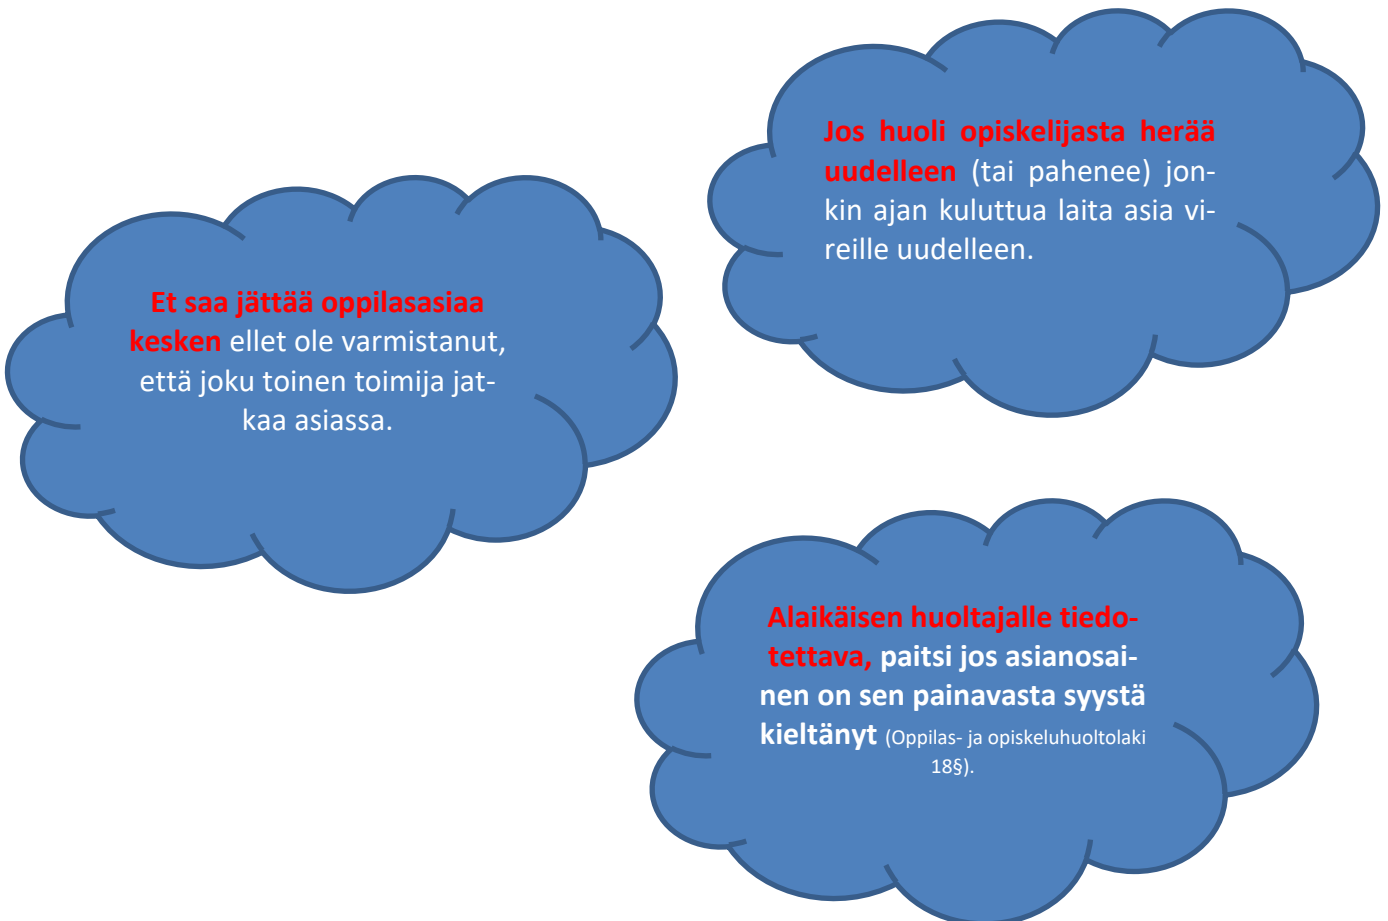 Jos huoli opiskelijasta herää
uudelleen (tai pahenee) jon-
kin ajan kuluttua laita asia vi-
reille uudelleen.
Et saa jättää oppilasasiaa
kesken ellet ole varmistanut,
että joku toinen toimija jat-
kaa asiassa.
Alaikäisen huoltajalle tiedo-
tettava, paitsi jos asianosai-
nen on sen painavasta syystä
kieltänyt (Oppilas- ja opiskeluhuoltolaki
18§).